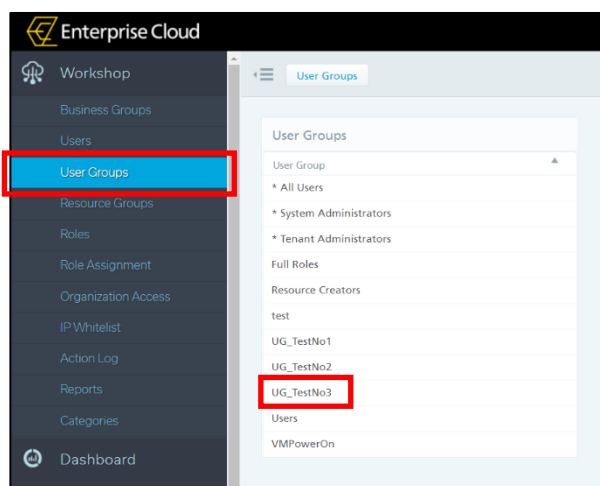 Enterprise Cloud
Workshop
Business Groups
Users
User Groups
Resource Groups
Roles
Role Assignment
Organization Access
IP Whitelist
Action Log
Reports
Categories
Dashboard
User Groups
User Groups
User Group
* All Users
* System Administrators
* Tenant Administrators
Full Roles
Resource Creators
test
UG_TestNo1
UG_TestNo2
UG_TestNo3
Users
VMPowerOn